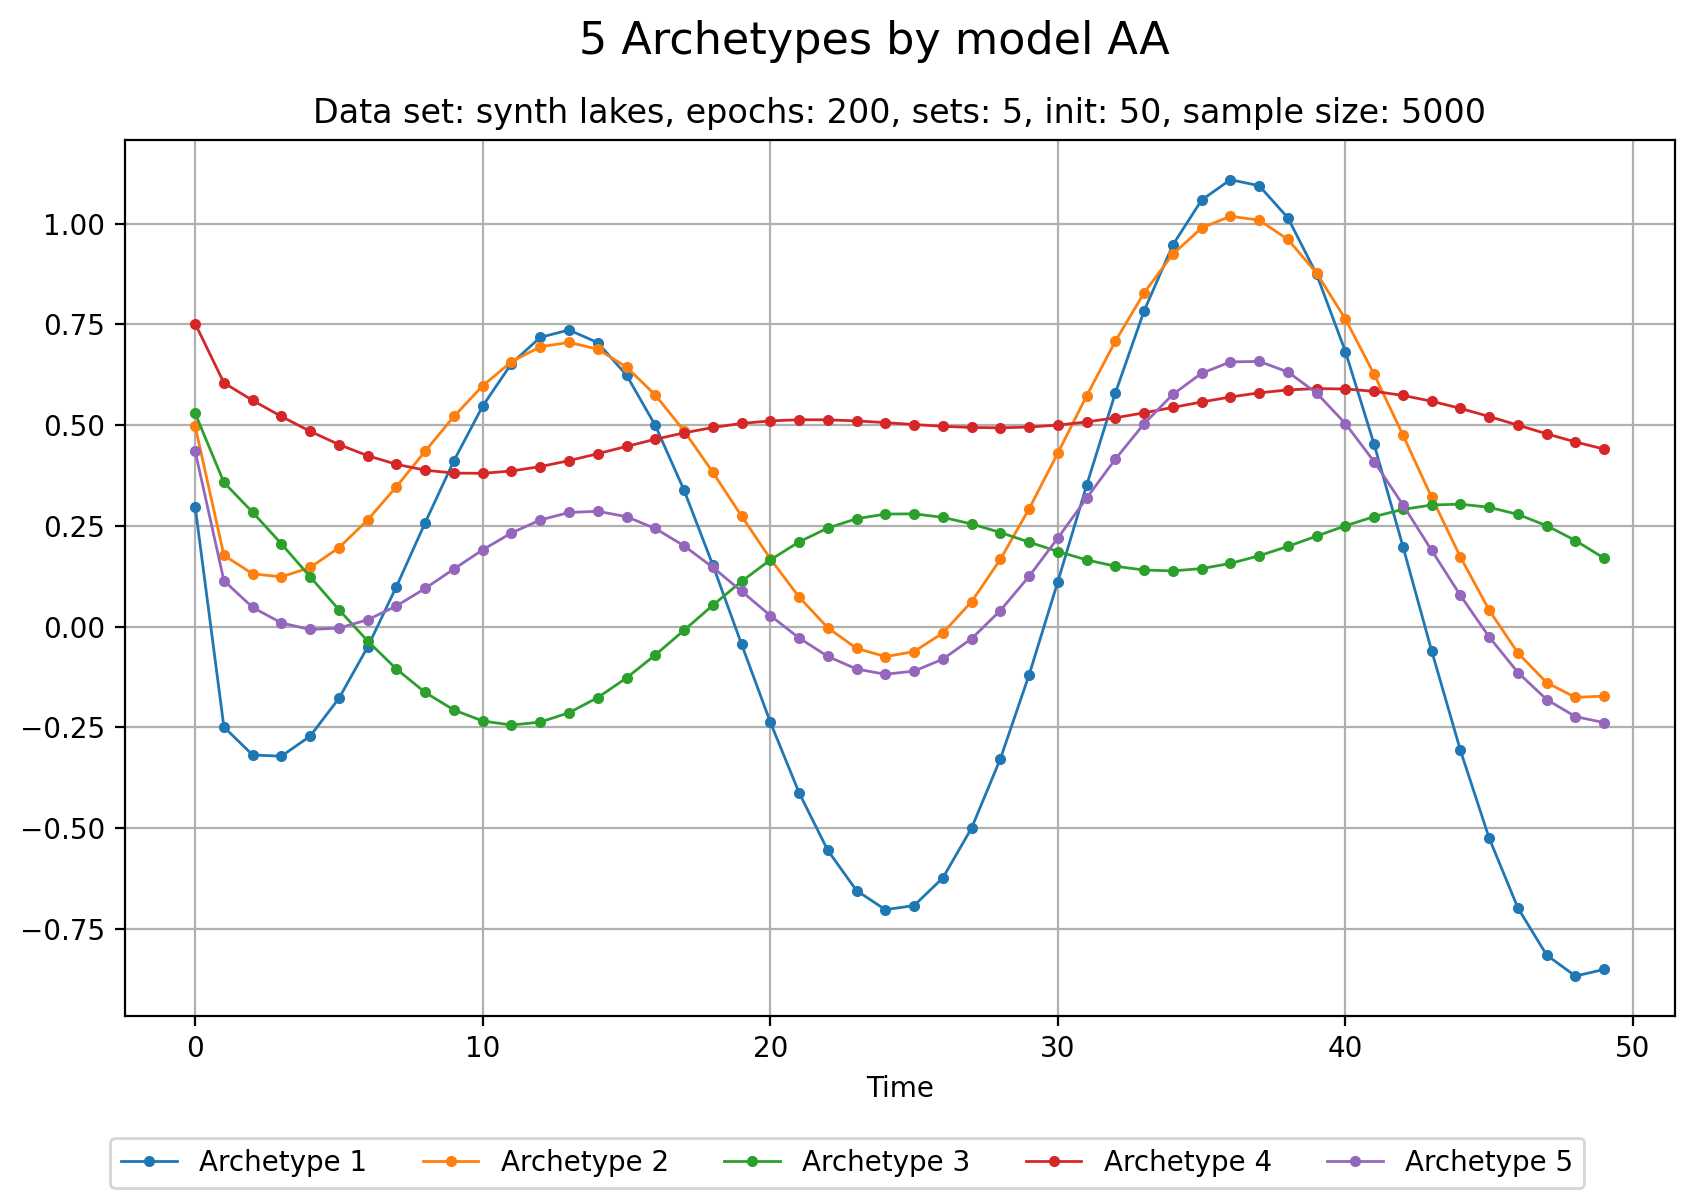 5 Archetypes by model AA
Data set: synth lakes, epochs: 200, sets: 5, init: 50, sample size: 5000
1.00
0.75
0.50
0.25
0.00
−0.25
−0.50
−0.75
0 10 20 30 40 50
Time
Archetype 1 Archetype 2 Archetype 3 Archetype 4 Archetype 5